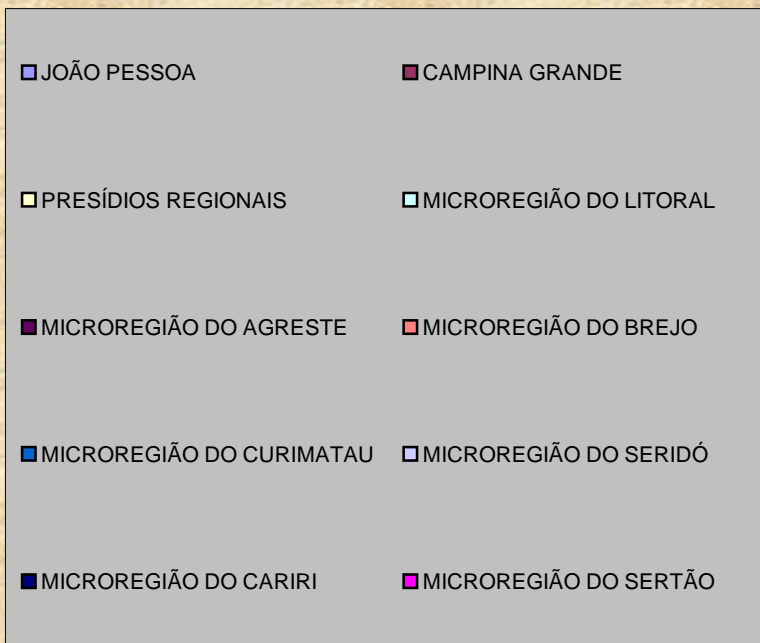 JOÃO PESSOA
CAMPINA GRANDE
PRESÍDIOS REGIONAIS
MICROREGIÃO DO LITORAL
MICROREGIÃO DO AGRESTE
MICROREGIÃO DO BREJO
MICROREGIÃO DO CURIMATAU
MICROREGIÃO DO SERIDÓ
MICROREGIÃO DO CARIRI
MICROREGIÃO DO SERTÃO